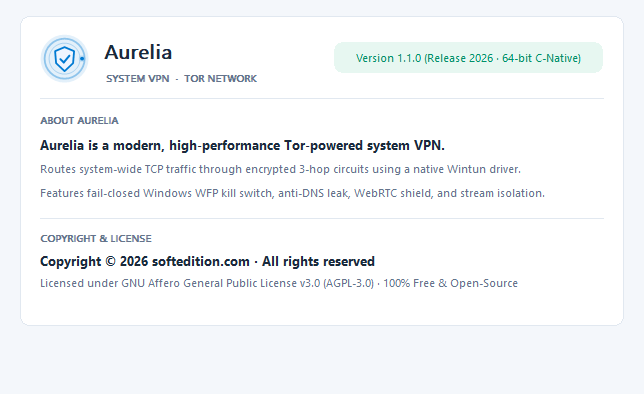 Aurelia
Version 1.1.0 (Release 2026 · 64-bit C-Native)
SYSTEM VPN · TOR NETWORK
ABOUT AURELIA
Aurelia is a modern, high-performance Tor-powered system VPN.
Routes system-wide TCP traffic through encrypted 3-hop circuits using a native Wintun driver.
Features fail-closed Windows WFP kill switch, anti-DNS leak, WebRTC shield, and stream isolation.
COPYRIGHT & LICENSE
Copyright © 2026 softedition.com · All rights reserved
Licensed under GNU Affero General Public License v3.0 (AGPL-3.0) · 100% Free & Open-Source